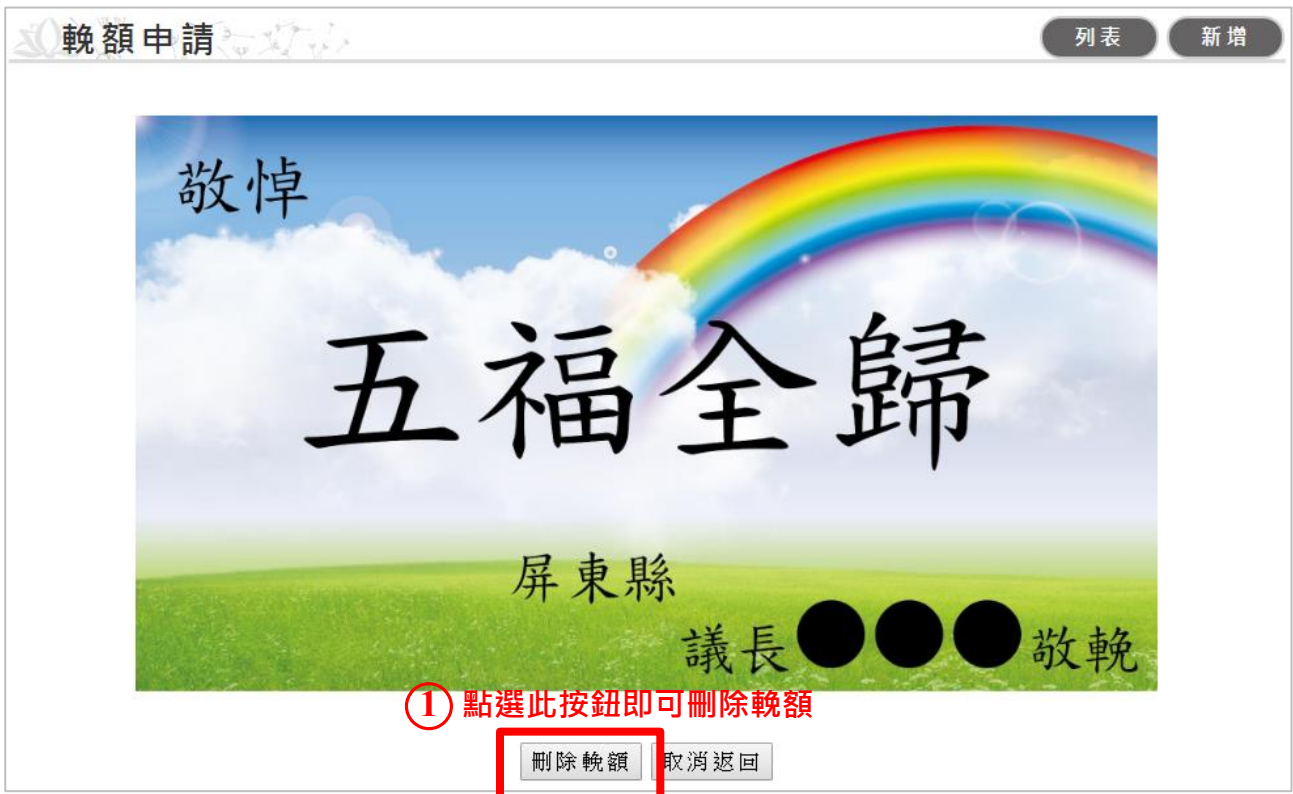 輓額申請
列表 新增
敬悼
五福全歸
屏東縣
議長●●●敬輓
① 點選此按鈕即可刪除輓額
刪除輓額 取消返回